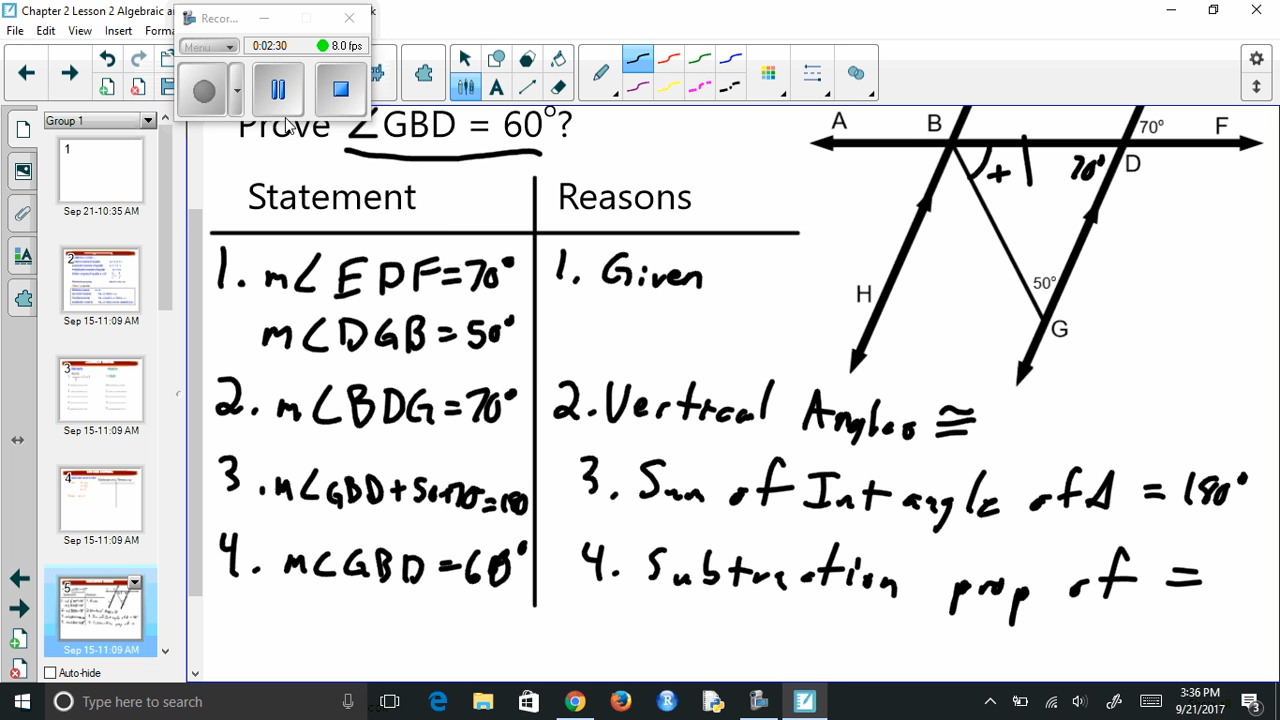 Chapter 2 Lesson 2 Algebraic a
Recor...
File Edit View Insert Forma
Menu 0:02:30 8.0 fps
Group 1
1
Sep 21-10:35 AM
2
Sep 15-11:09 AM
3
Sep 15-11:09 AM
4
Sep 15-11:09 AM
5
Sep 15-11:09 AM
Auto-hide
Prove ∠GBD = 60°?
Statement Reasons
1. m∠EDF=70° 1. Given
m∠DGB=50°
2. m∠BDG=70° 2. Vertical Angles ≅
3. m∠GBD+50+70=180 3. Sum of Int angle of Δ = 180°
4. m∠GBD=60° 4. Subtraction prop of =
A B 70° F
70° D
H 50°
G
Type here to search
3:36 PM
9/21/2017
3